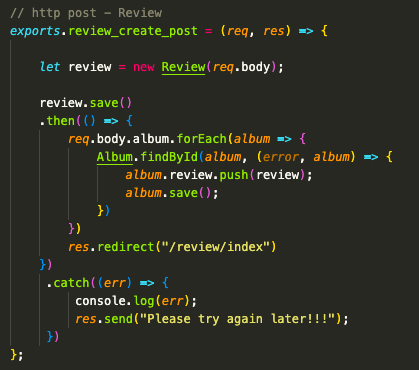 // http post - Review
exports.review_create_post = (req, res) => {
let review = new Review(req.body);
review.save()
.then(() => {
req.body.album.forEach(album => {
Album.findById(album, (error, album) => {
album.review.push(review);
album.save();
})
})
res.redirect("/review/index")
})
.catch((err) => {
console.log(err);
res.send("Please try again later!!!");
})
};